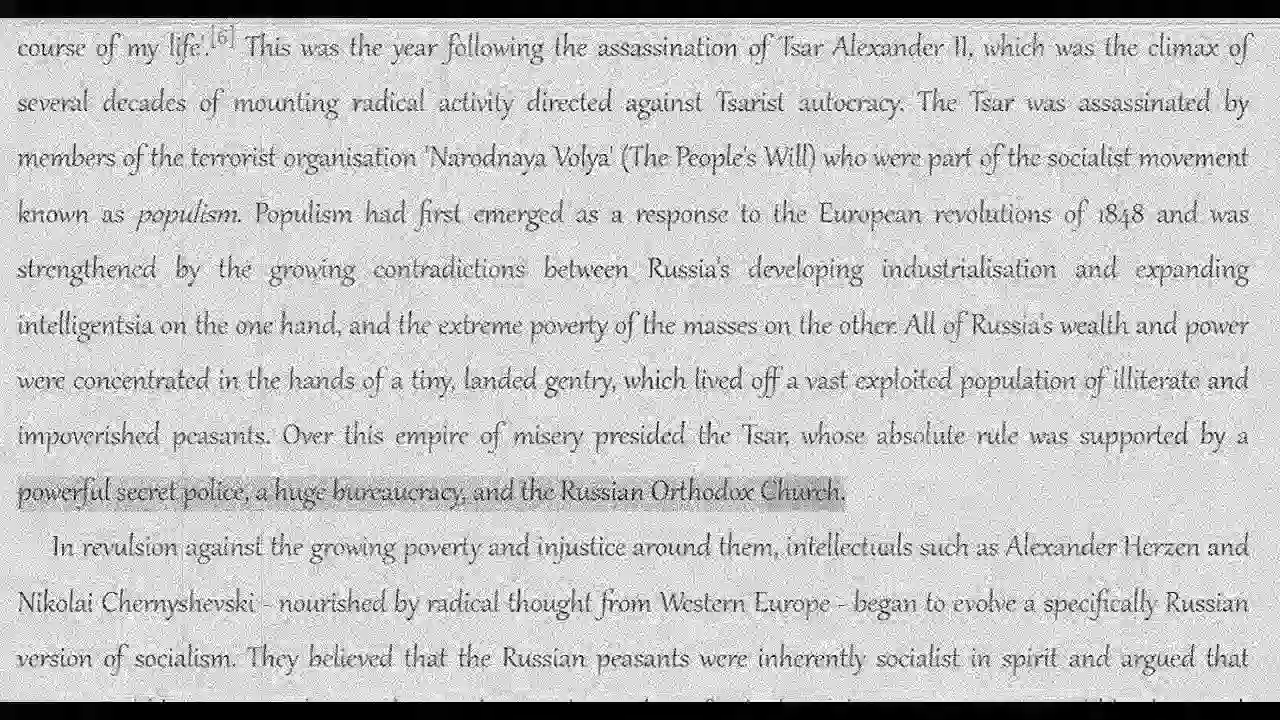 course of my life'.[6] This was the year following the assassination of Tsar Alexander II, which was the climax of
several decades of mounting radical activity directed against Tsarist autocracy. The Tsar was assassinated by
members of the terrorist organisation 'Narodnaya Volya' (The People's Will) who were part of the socialist movement
known as populism. Populism had first emerged as a response to the European revolutions of 1848 and was
strengthened by the growing contradictions between Russia's developing industrialisation and expanding
intelligentsia on the one hand, and the extreme poverty of the masses on the other. All of Russia's wealth and power
were concentrated in the hands of a tiny, landed gentry, which lived off a vast exploited population of illiterate and
impoverished peasants. Over this empire of misery presided the Tsar, whose absolute rule was supported by a
powerful secret police, a huge bureaucracy, and the Russian Orthodox Church.
In revulsion against the growing poverty and injustice around them, intellectuals such as Alexander Herzen and
Nikolai Chernyshevski - nourished by radical thought from Western Europe - began to evolve a specifically Russian
version of socialism. They believed that the Russian peasants were inherently socialist in spirit and argued that